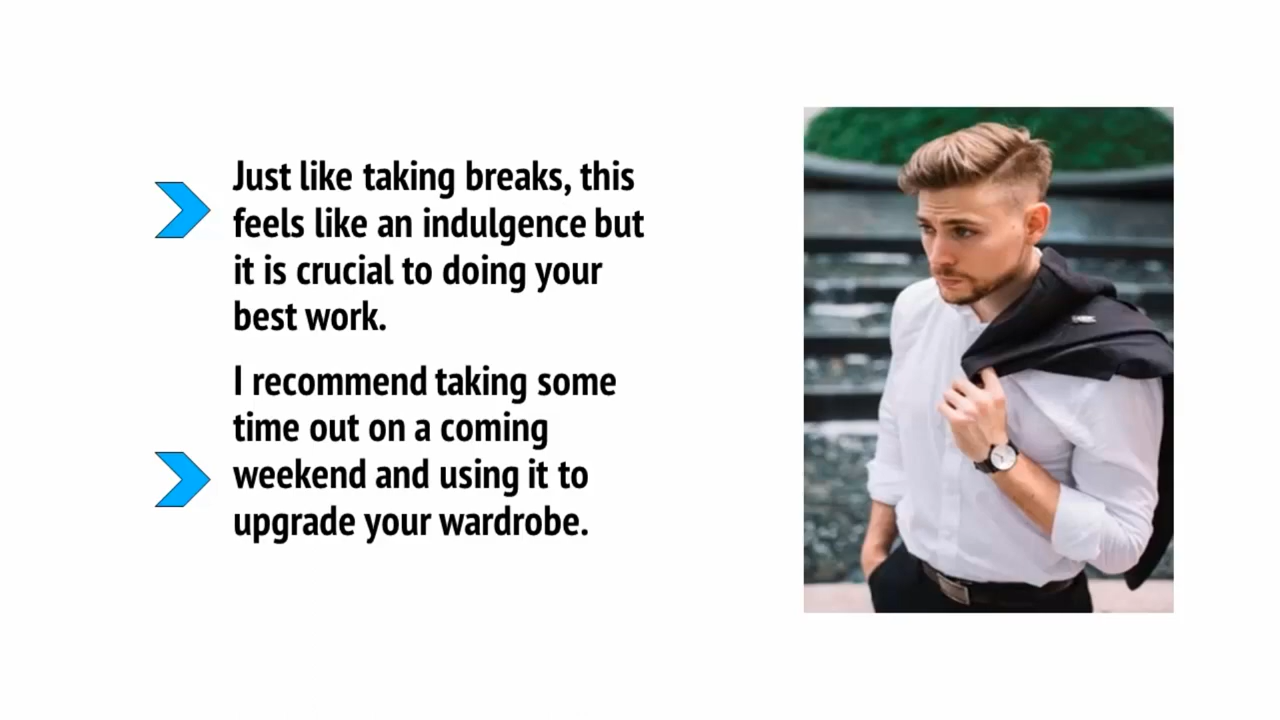 Just like taking breaks, this
feels like an indulgence but
it is crucial to doing your
best work.
I recommend taking some
time out on a coming
weekend and using it to
upgrade your wardrobe.